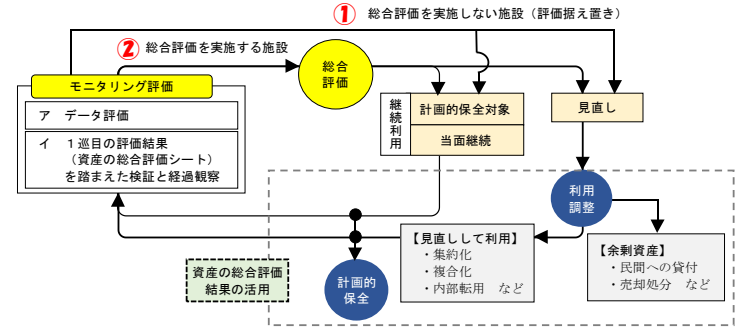 ① 総合評価を実施しない施設（評価据え置き）
② 総合評価を実施する施設
総合
評価
モニタリング評価
ア　データ評価
イ　１巡目の評価結果
（資産の総合評価シート）
を踏まえた検証と経過観察
継続利用
計画的保全対象
当面継続
見直し
利用
調整
【見直しして利用】
・集約化
・複合化
・内部転用　など
【余剰資産】
・民間への貸付
・売却処分　など
資産の総合評価
結果の活用
計画的
保全